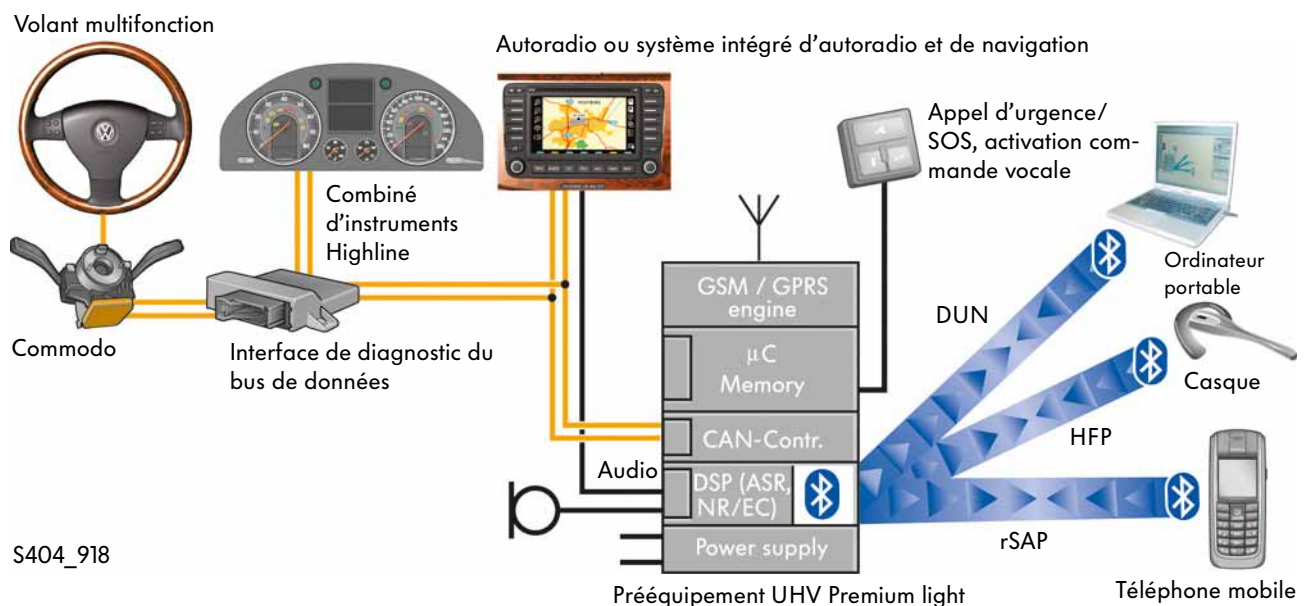 Volant multifonction
Autoradio ou système intégré d'autoradio et de navigation
Appel d'urgence/
SOS, activation com-
mande vocale
Combiné
d'instruments
Highline
GSM / GPRS
engine
Ordinateur
portable
DUN
Commodo
Interface de diagnostic du
bus de données
µC
Memory
Casque
CAN-Contr.
HFP
Audio
DSP (ASR,
NR/EC)
rSAP
Power supply
S404_918
Prééquipement UHV Premium light
Téléphone mobile